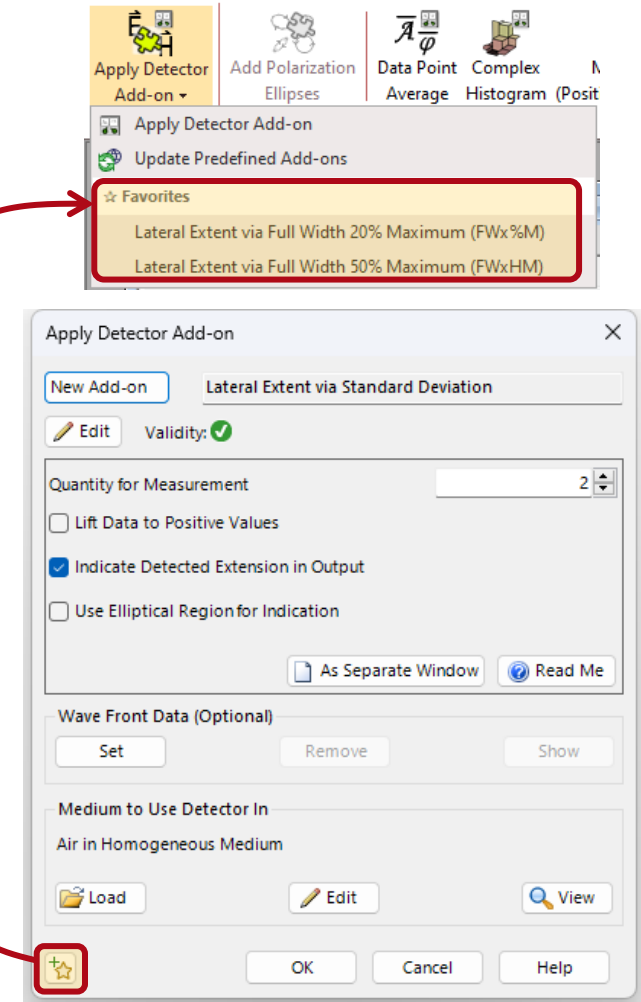 Apply Detector
Add-on
Add Polarization
Ellipses
Data Point
Average
Complex
Histogram
(Posit
Apply Detector Add-on
Update Predefined Add-ons
Favorites
Lateral Extent via Full Width 20% Maximum (FWx%M)
Lateral Extent via Full Width 50% Maximum (FWxHM)
Apply Detector Add-on
New Add-on
Lateral Extent via Standard Deviation
Edit
Validity:
Quantity for Measurement
2
Lift Data to Positive Values
Indicate Detected Extension in Output
Use Elliptical Region for Indication
As Separate Window
Read Me
Wave Front Data (Optional)
Set
Remove
Show
Medium to Use Detector In
Air in Homogeneous Medium
Load
Edit
View
OK
Cancel
Help